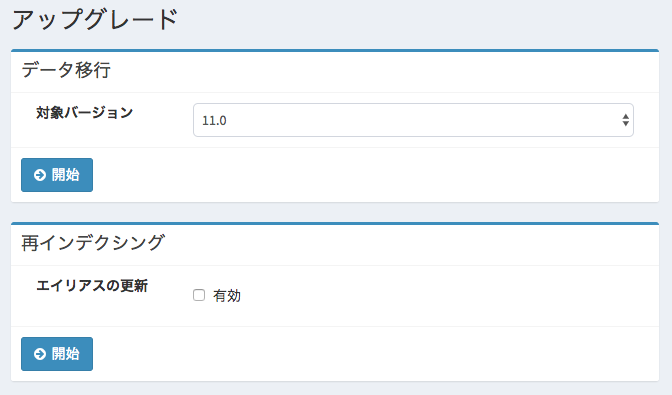 アップグレード
データ移行
対象バージョン
11.0
開始
再インデクシング
エイリアスの更新
有効
開始